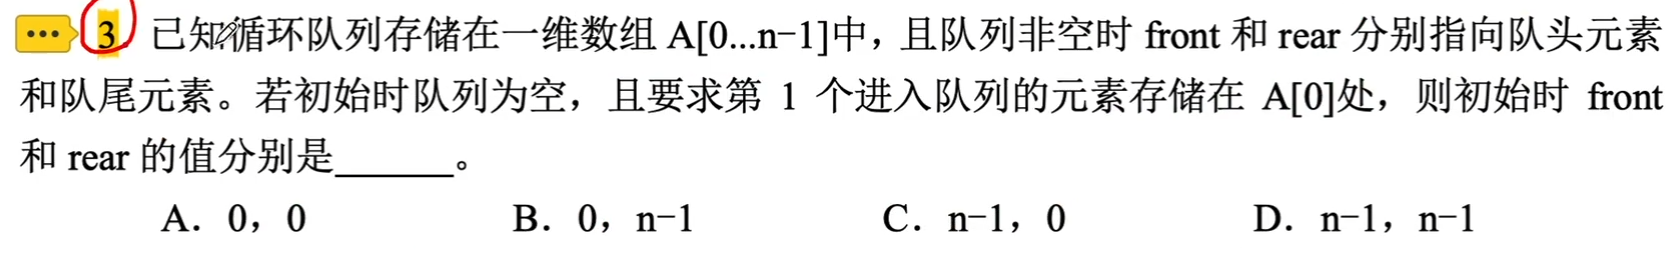 3. 已知循环队列存储在一维数组 A[0...n-1]中，且队列非空时 front 和 rear 分别指向队头元素
和队尾元素。若初始时队列为空，且要求第 1 个进入队列的元素存储在 A[0]处，则初始时 front
和 rear 的值分别是______。
A. 0，0 B. 0，n-1 C. n-1，0 D. n-1，n-1